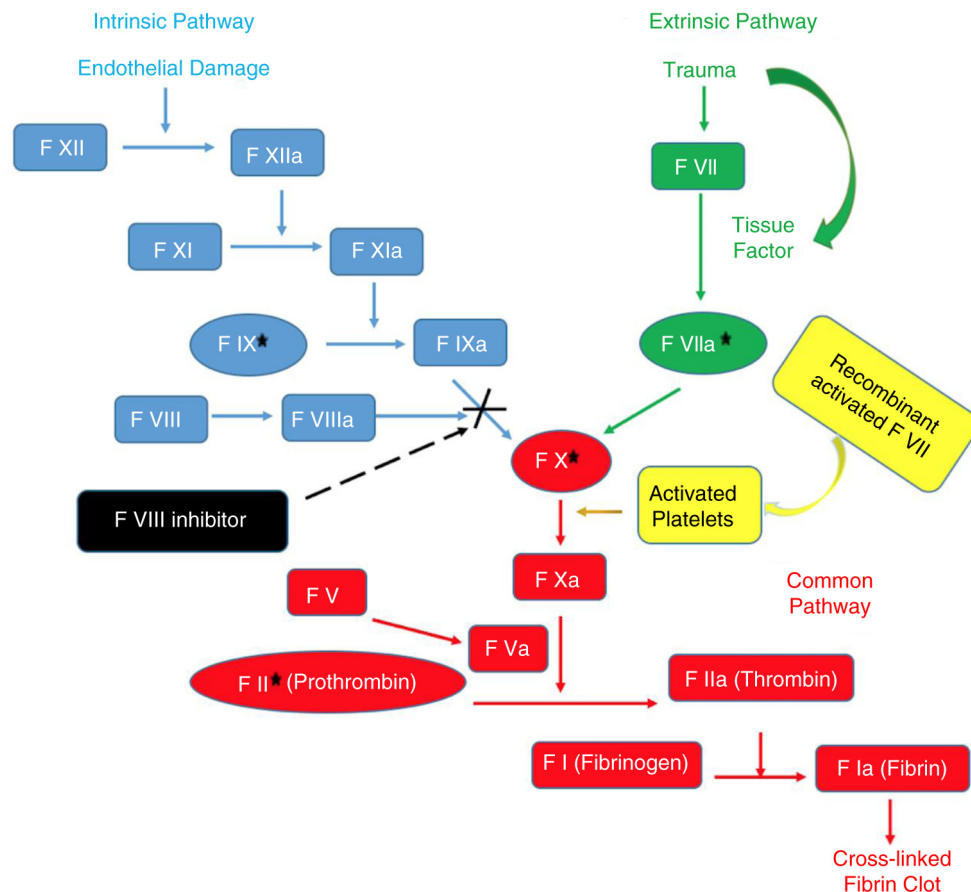 Intrinsic Pathway
Extrinsic Pathway
Endothelial Damage
Trauma
F XII
F XIIa
F VII
F XI
F XIa
Tissue
Factor
F IX★
F IXa
F VIIa ★
Recombinant
activated F VII
F VIII
F VIIIa
F X★
F VIII inhibitor
Activated
Platelets
F Xa
Common
Pathway
F V
F Va
F II★ (Prothrombin)
F IIa (Thrombin)
F I (Fibrinogen)
F Ia (Fibrin)
Cross-linked
Fibrin Clot